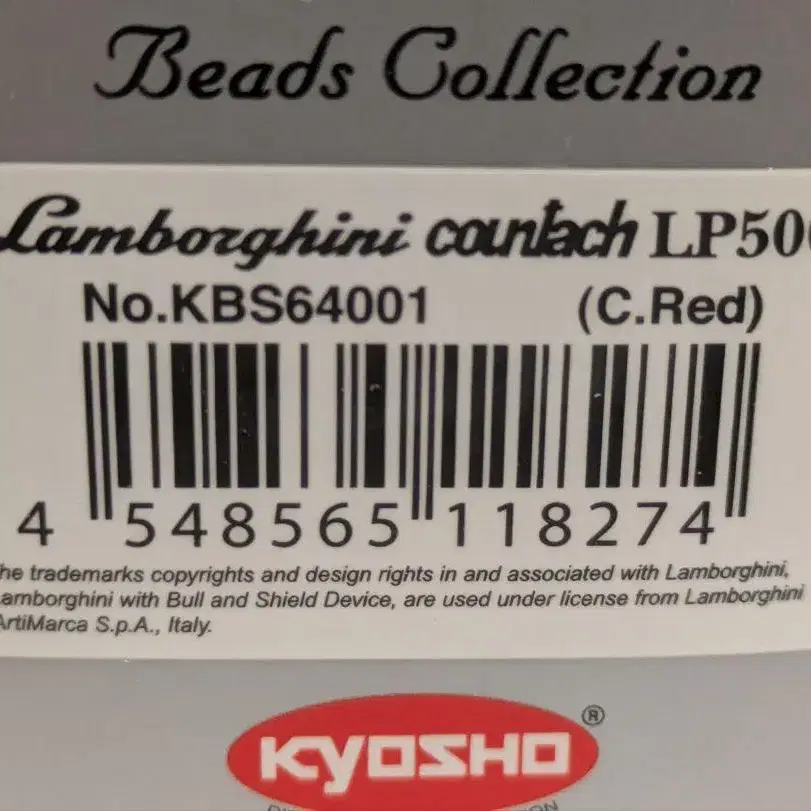 Beads Collection
Lamborghini countach LP50
No.KBS64001 (C.Red)
4 548565 118274
he trademarks copyrights and design rights in and associated with Lamborghini,
amborghini with Bull and Shield Device, are used under license from Lamborghini
ArtiMarca S.p.A., Italy.
KYOSHO ®